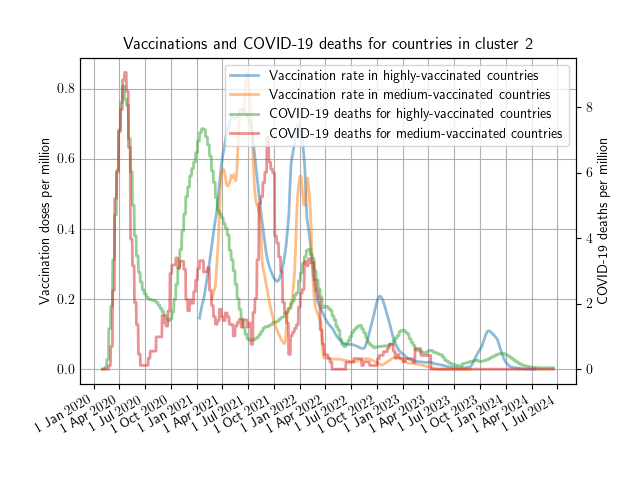 Vaccinations and COVID-19 deaths for countries in cluster 2
Vaccination rate in highly-vaccinated countries
Vaccination rate in medium-vaccinated countries
COVID-19 deaths for highly-vaccinated countries
COVID-19 deaths for medium-vaccinated countries
Vaccination doses per million
0.8
0.6
0.4
0.2
0.0
COVID-19 deaths per million
8
6
4
2
0
1 Jan 2020
1 Apr 2020
1 Jul 2020
1 Oct 2020
1 Jan 2021
1 Apr 2021
1 Jul 2021
1 Oct 2021
1 Jan 2022
1 Apr 2022
1 Jul 2022
1 Oct 2022
1 Jan 2023
1 Apr 2023
1 Jul 2023
1 Oct 2023
1 Jan 2024
1 Apr 2024
1 Jul 2024